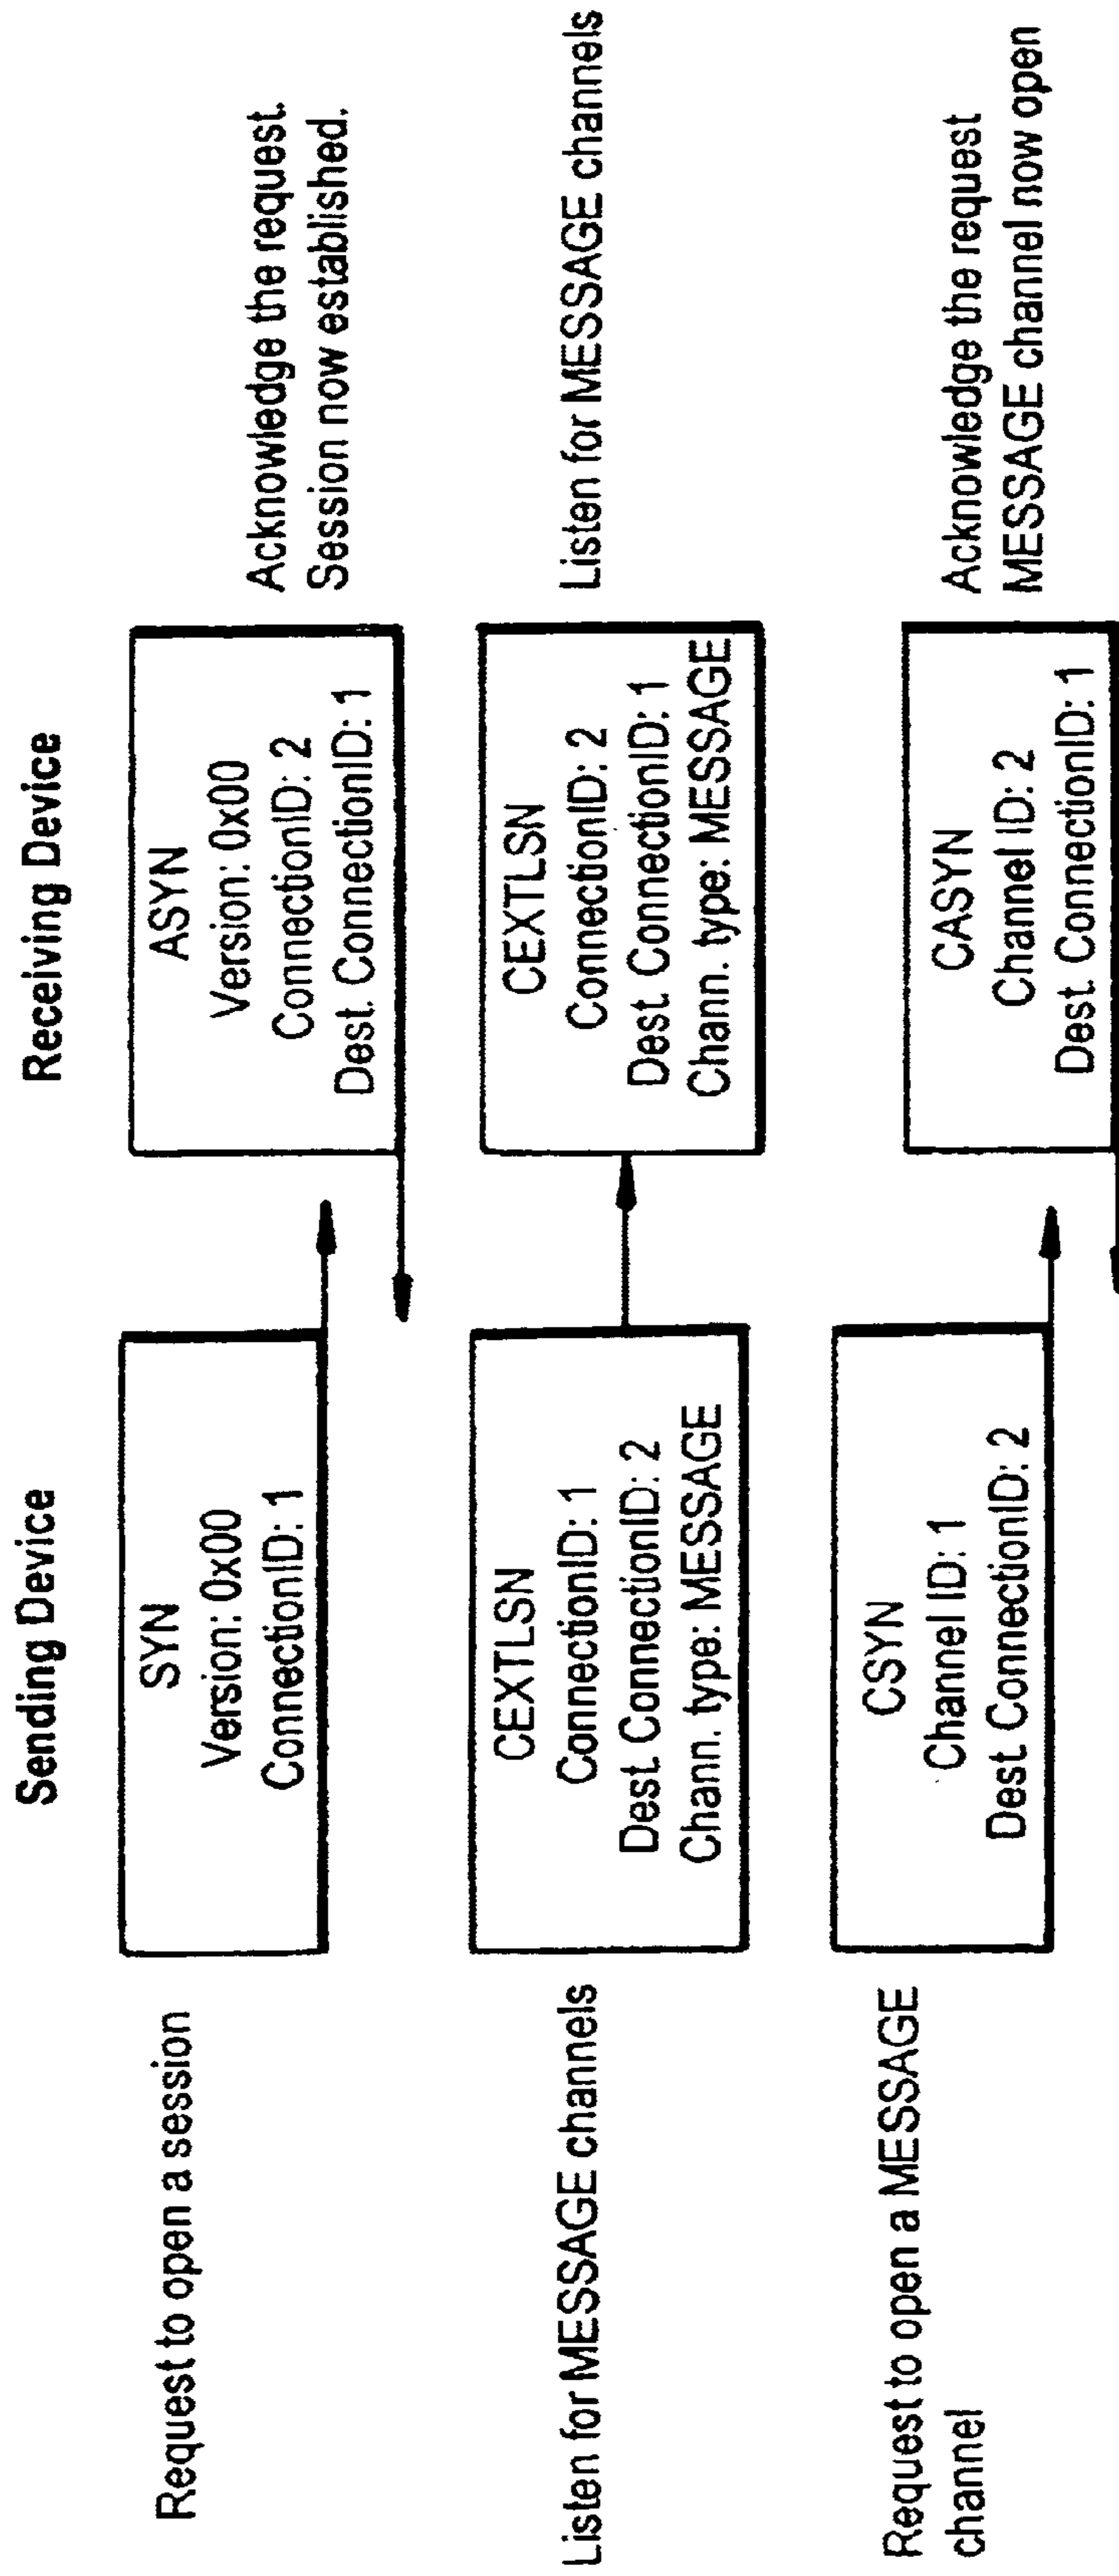 Sending Device
Receiving Device
Request to open a session
SYN
Version: 0x00
ConnectionID: 1
ASYN
Version: 0x00
ConnectionID: 2
Dest. ConnectionID: 1
Acknowledge the request.
Session now established.
Listen for MESSAGE channels
CEXTLSN
ConnectionID: 1
Dest. ConnectionID: 2
Chann. type: MESSAGE
CEXTLSN
ConnectionID: 2
Dest. ConnectionID: 1
Chann. type: MESSAGE
Listen for MESSAGE channels
Request to open a MESSAGE
channel
CSYN
Channel ID: 1
Dest. ConnectionID: 2
CASYN
Channel ID: 2
Dest. ConnectionID: 1
Acknowledge the request
MESSAGE channel now open